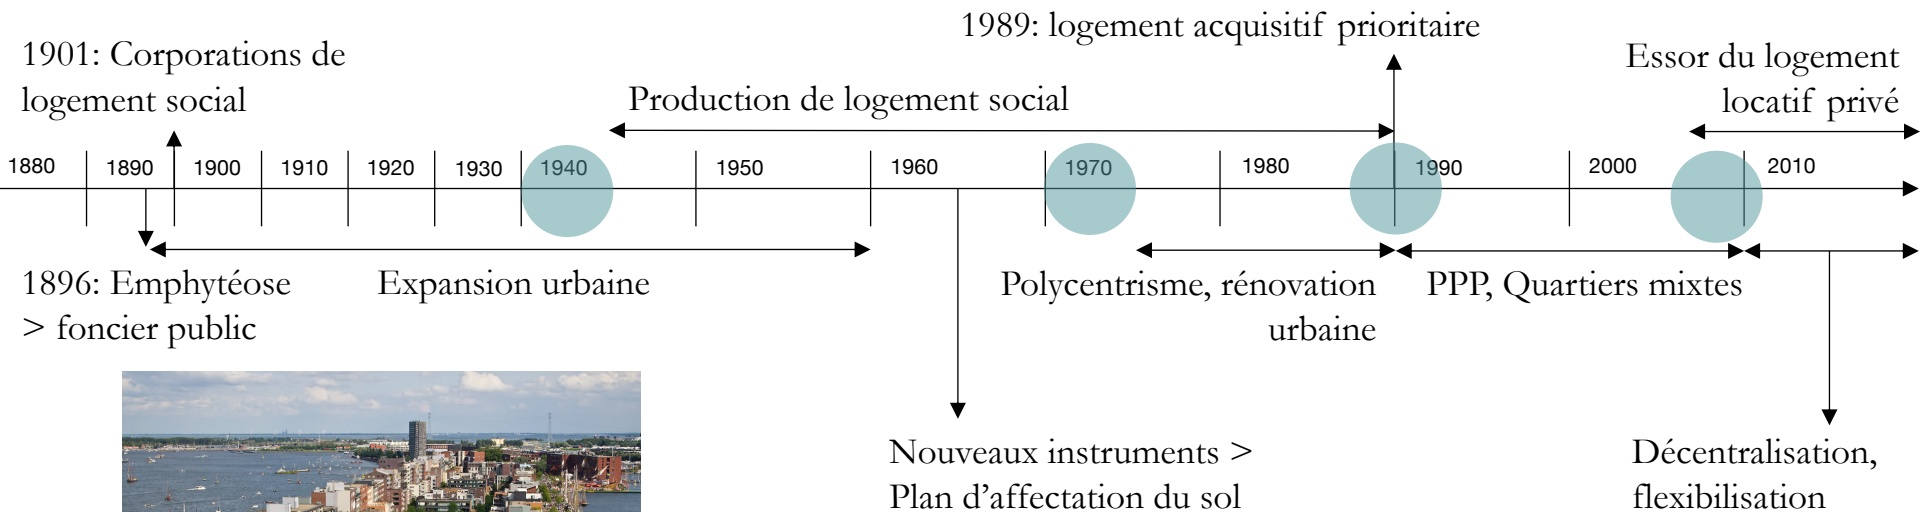 1989: logement acquisitif prioritaire
1901: Corporations de
logement social
Essor du logement
locatif privé
Production de logement social
1880 1890 1900 1910 1920 1930 1940 1950 1960 1970 1980 1990 2000 2010
1896: Emphytéose
> foncier public
Expansion urbaine
Polycentrisme, rénovation
urbaine
PPP, Quartiers mixtes
Nouveaux instruments >
Plan d’affectation du sol
Décentralisation,
flexibilisation